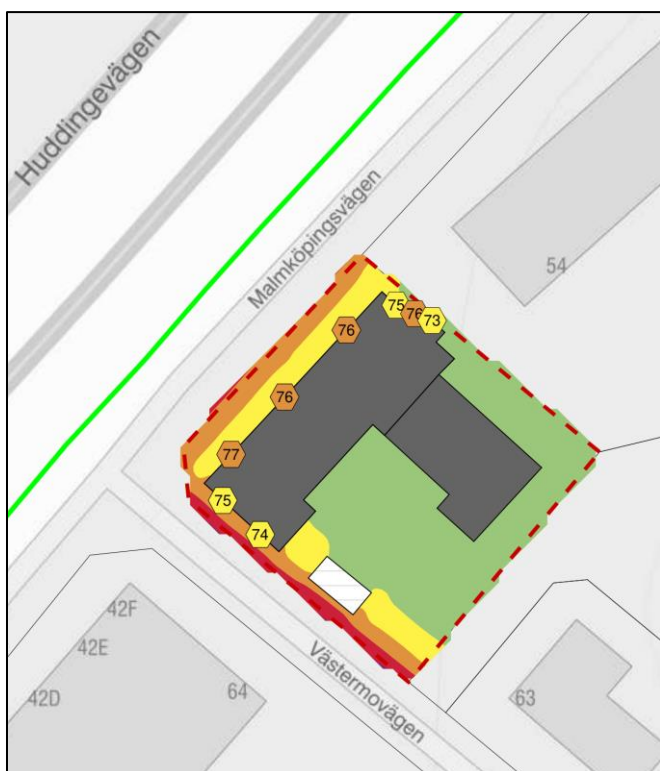 Huddingevägen
Malmköpingsvägen
54
75
76
73
76
76
77
75
74
42F
42E
42D
64
Västermovägen
63